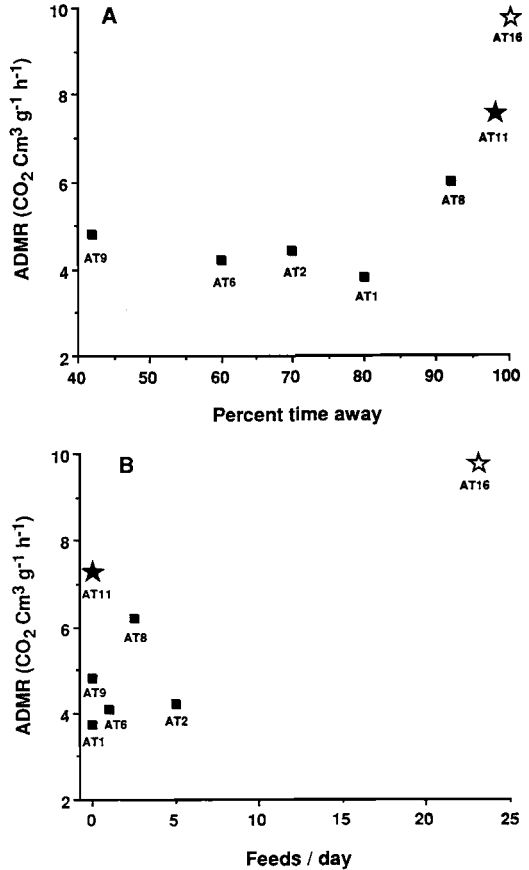 A
10
8
6
4
2
ADMR (CO2 Cm3 g-1 h-1)
AT16
AT11
AT8
AT9
AT6
AT2
AT1
40 50 60 70 80 90 100
Percent time away
B
10
8
6
4
2
ADMR (CO2 Cm3 g-1 h-1)
AT16
AT11
AT8
AT9
AT6
AT2
AT1
0 5 10 15 20 25
Feeds / day